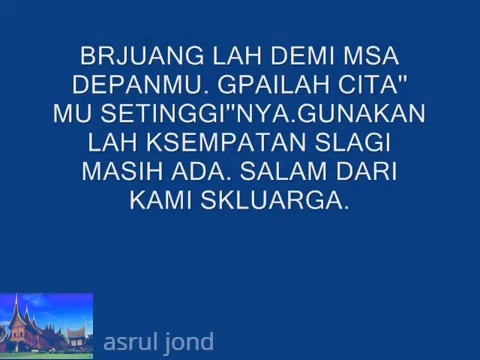 BRJUANG LAH DEMI MSA
DEPANMU. GPAILAH CITA"
MU SETINGGI"NYA.GUNAKAN
LAH KSEMPATAN SLAGI
MASIH ADA. SALAM DARI
KAMI SKLUARGA.
asrul jond